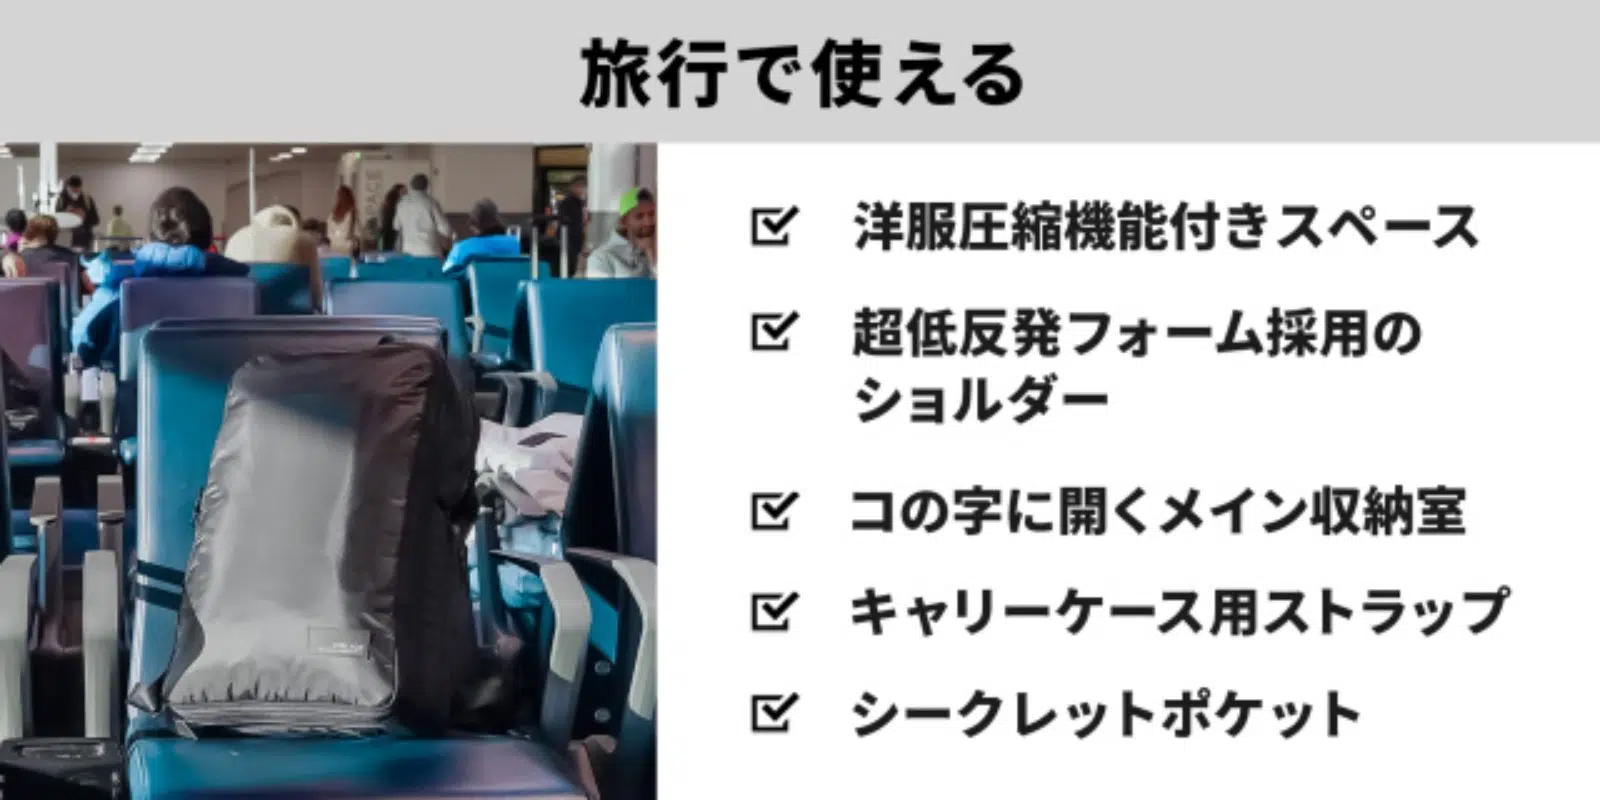 旅行で使える
PACE
洋服圧縮機能付きスペース
超低反発フォーム採用の
ショルダー
コの字に開くメイン収納室
キャリーケース用ストラップ
シークレットポケット